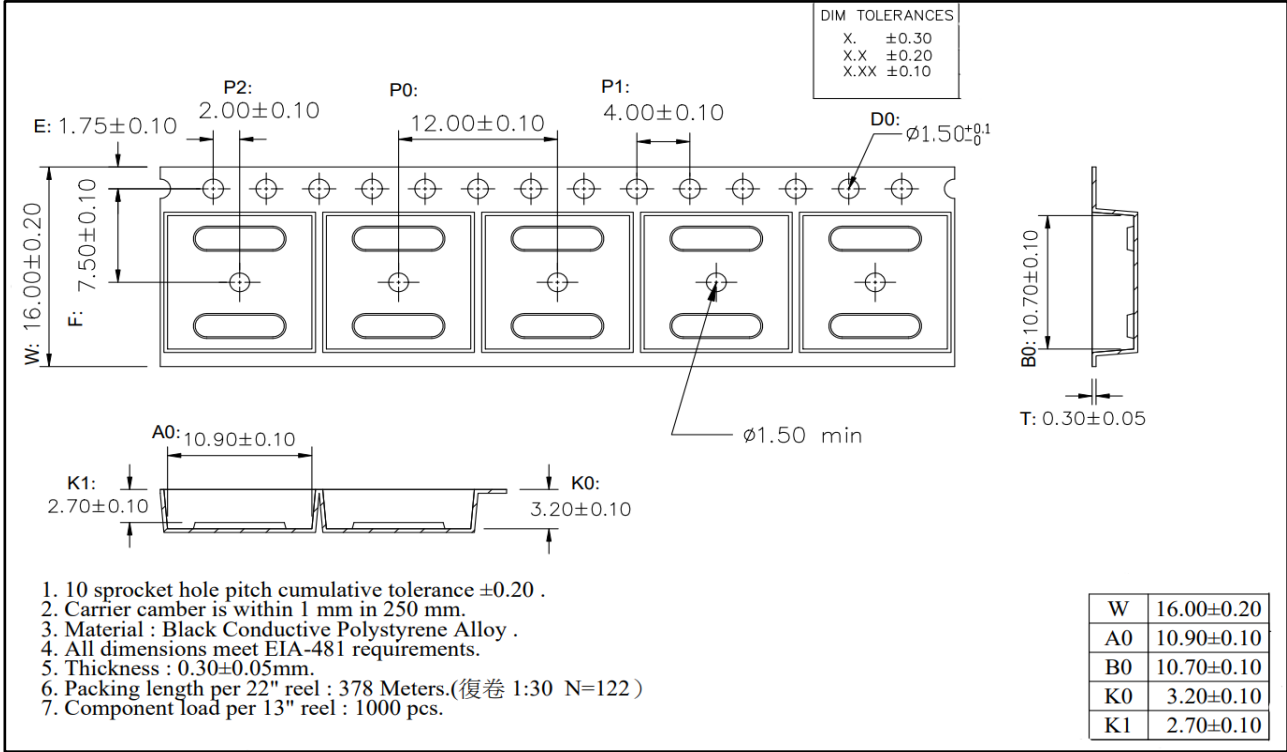 DIM TOLERANCES
X. ±0.30
X.X ±0.20
X.XX ±0.10
P2:
2.00±0.10
P0:
12.00±0.10
P1:
4.00±0.10
D0:
⌀1.50+0.1 -0
E: 1.75±0.10
W: 16.00±0.20
F: 7.50±0.10
B0: 10.70±0.10
T: 0.30±0.05
⌀1.50 min
A0: 10.90±0.10
K1:
2.70±0.10
K0:
3.20±0.10
1. 10 sprocket hole pitch cumulative tolerance ±0.20 .
2. Carrier camber is within 1 mm in 250 mm.
3. Material : Black Conductive Polystyrene Alloy .
4. All dimensions meet EIA-481 requirements.
5. Thickness : 0.30±0.05mm.
6. Packing length per 22" reel : 378 Meters.(復卷 1:30 N=122）
7. Component load per 13" reel : 1000 pcs.
W 16.00±0.20
A0 10.90±0.10
B0 10.70±0.10
K0 3.20±0.10
K1 2.70±0.10